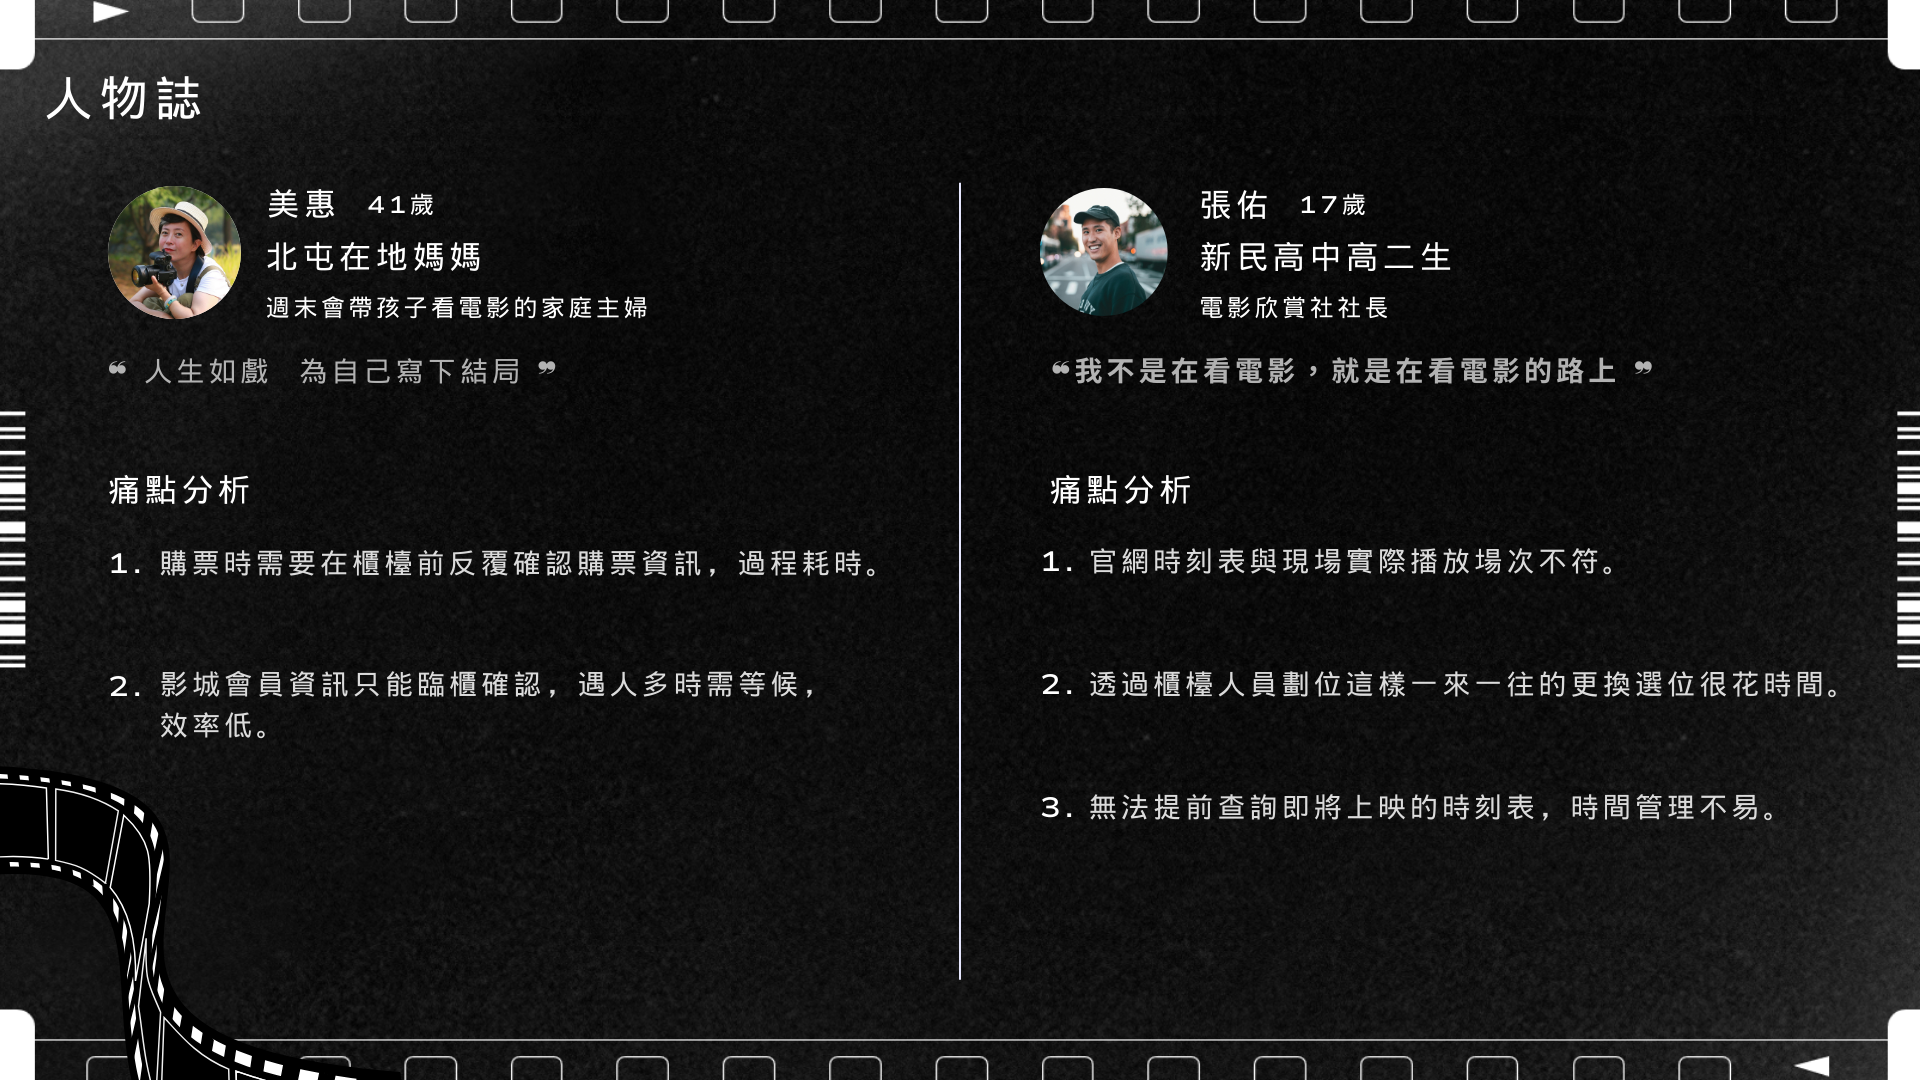 人物誌
美惠 41歲
北屯在地媽媽
週末會帶孩子看電影的家庭主婦
❝ 人生如戲 為自己寫下結局 ❞
痛點分析
1. 購票時需要在櫃檯前反覆確認購票資訊，過程耗時。
2. 影城會員資訊只能臨櫃確認，遇人多時需等候，
效率低。
張佑 17歲
新民高中高二生
電影欣賞社社長
❝我不是在看電影，就是在看電影的路上 ❞
痛點分析
1. 官網時刻表與現場實際播放場次不符。
2. 透過櫃檯人員劃位這樣一來一往的更換選位很花時間。
3. 無法提前查詢即將上映的時刻表，時間管理不易。